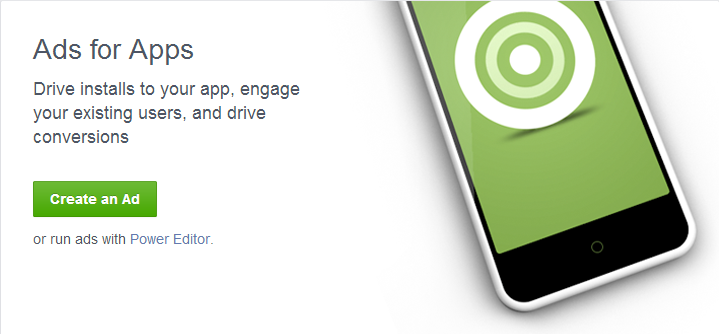 Ads for Apps
Drive installs to your app, engage
your existing users, and drive
conversions
Create an Ad
or run ads with Power Editor.